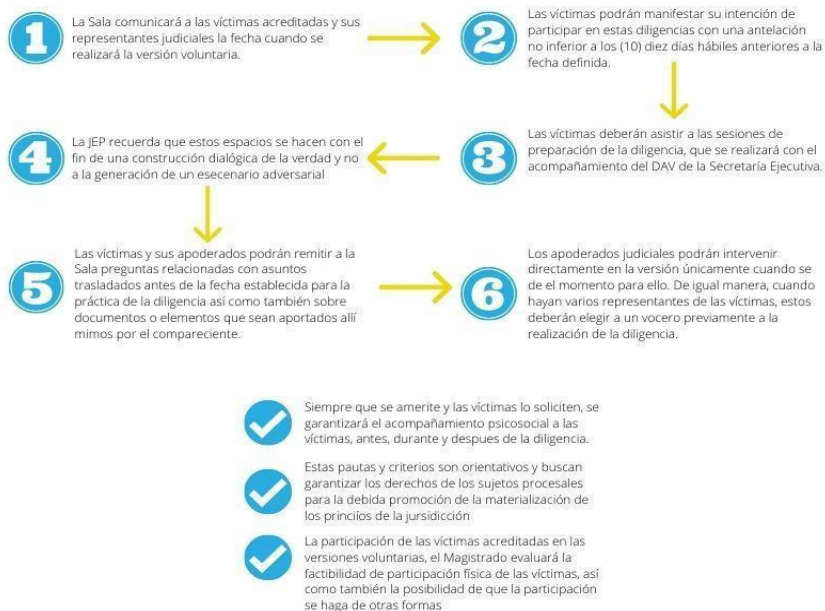 1
La Sala comunicará a las víctimas acreditadas y sus
representantes judiciales la fecha cuando se
realizará la versión voluntaria.
2
Las víctimas podrán manifestar su intención de
participar en estas diligencias con una antelación
no inferior a los (10) diez días hábiles anteriores a la
fecha definida.
3
Las víctimas deberán asistir a las sesiones de
preparación de la diligencia, que se realizará con el
acompañamiento del DAV de la Secretaría Ejecutiva.
4
La JEP recuerda que estos espacios se hacen con el
fin de una construcción dialógica de la verdad y no
a la generación de un esecenario adversarial
5
Las víctimas y sus apoderados podrán remitir a la
Sala preguntas relacionadas con asuntos
trasladados antes de la fecha establecida para la
práctica de la diligencia así como también sobre
documentos o elementos que sean aportados allí
mimos por el compareciente.
6
Los apoderados judiciales podrán intervenir
directamente en la versión únicamente cuando se
de el momento para ello. De igual manera, cuando
hayan varios representantes de las víctimas, estos
deberán elegir a un vocero previamente a la
realización de la diligencia.
Siempre que se amerite y las víctimas lo soliciten, se
garantizará el acompañamiento psicosocial a las
víctimas, antes, durante y despues de la diligencia.
Estas pautas y criterios son orientativos y buscan
garantizar los derechos de los sujetos procesales
para la debida promoción de la materialización de
los princiíos de la jursidicción
La participación de las víctimas acreditadas en las
versiones voluntarias, el Magistrado evaluará la
factibilidad de participación física de las víctimas, así
como también la posibilidad de que la participación
se haga de otras formas